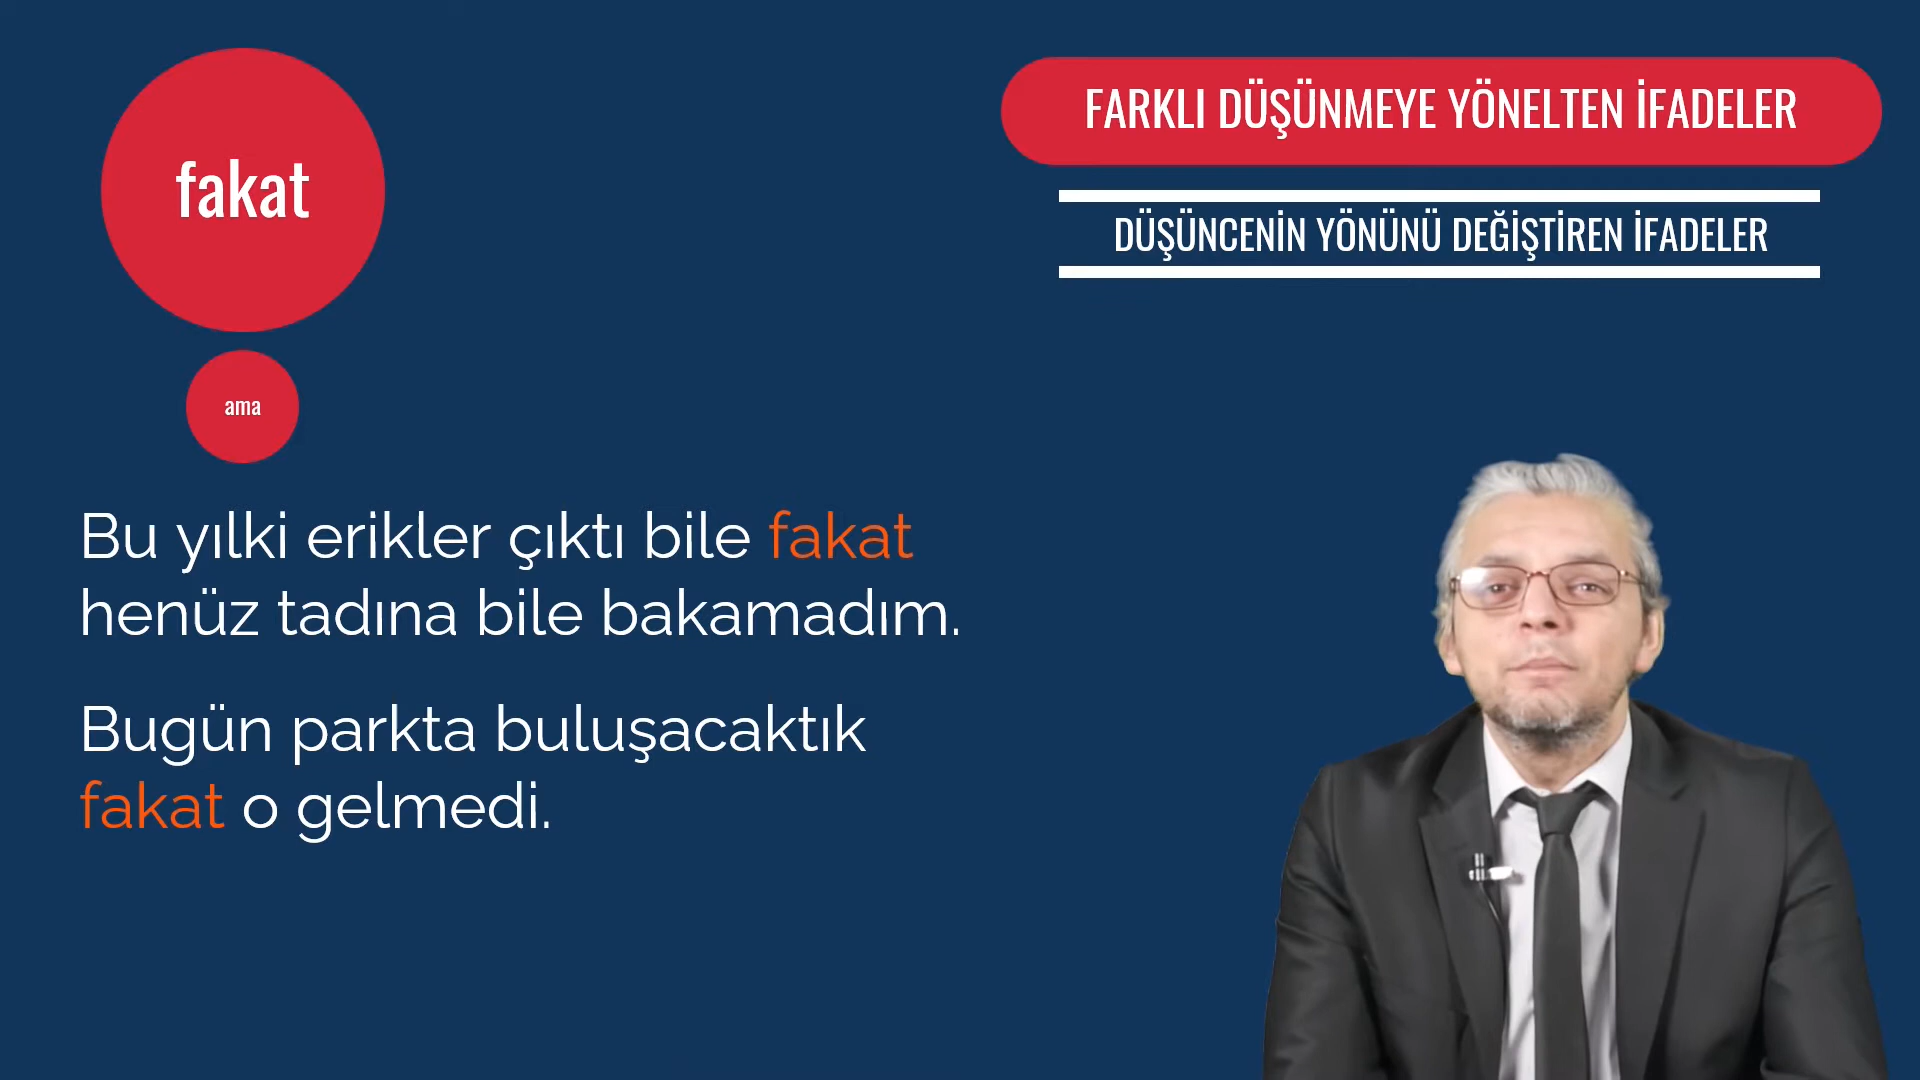 fakat
ama
FARKLI DÜŞÜNMEYE YÖNELTEN İFADELER
DÜŞÜNCENİN YÖNÜNÜ DEĞİŞTİREN İFADELER
Bu yılki erikler çıktı bile fakat
henüz tadına bile bakamadım.
Bugün parkta buluşacaktık
fakat o gelmedi.